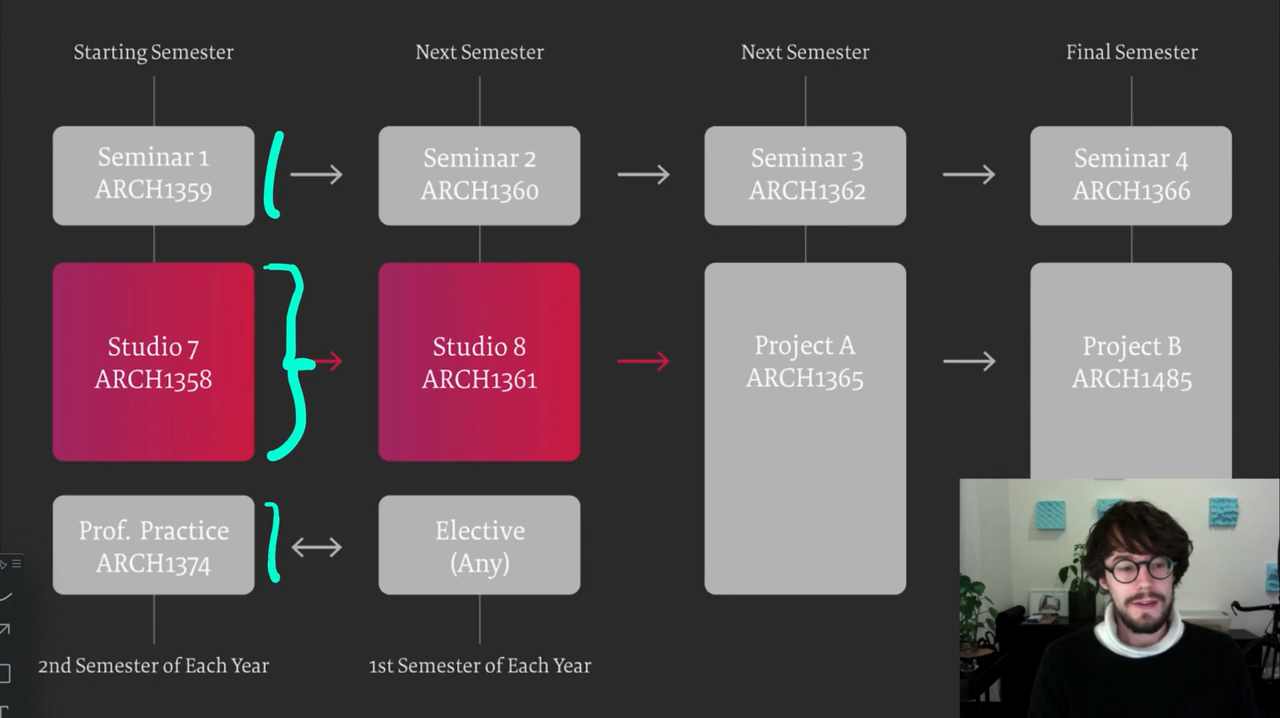 Starting Semester
Next Semester
Next Semester
Final Semester
Seminar 1
ARCH1359
Seminar 2
ARCH1360
Seminar 3
ARCH1362
Seminar 4
ARCH1366
Studio 7
ARCH1358
Studio 8
ARCH1361
Project A
ARCH1365
Project B
ARCH1485
Prof. Practice
ARCH1374
Elective
(Any)
2nd Semester of Each Year
1st Semester of Each Year